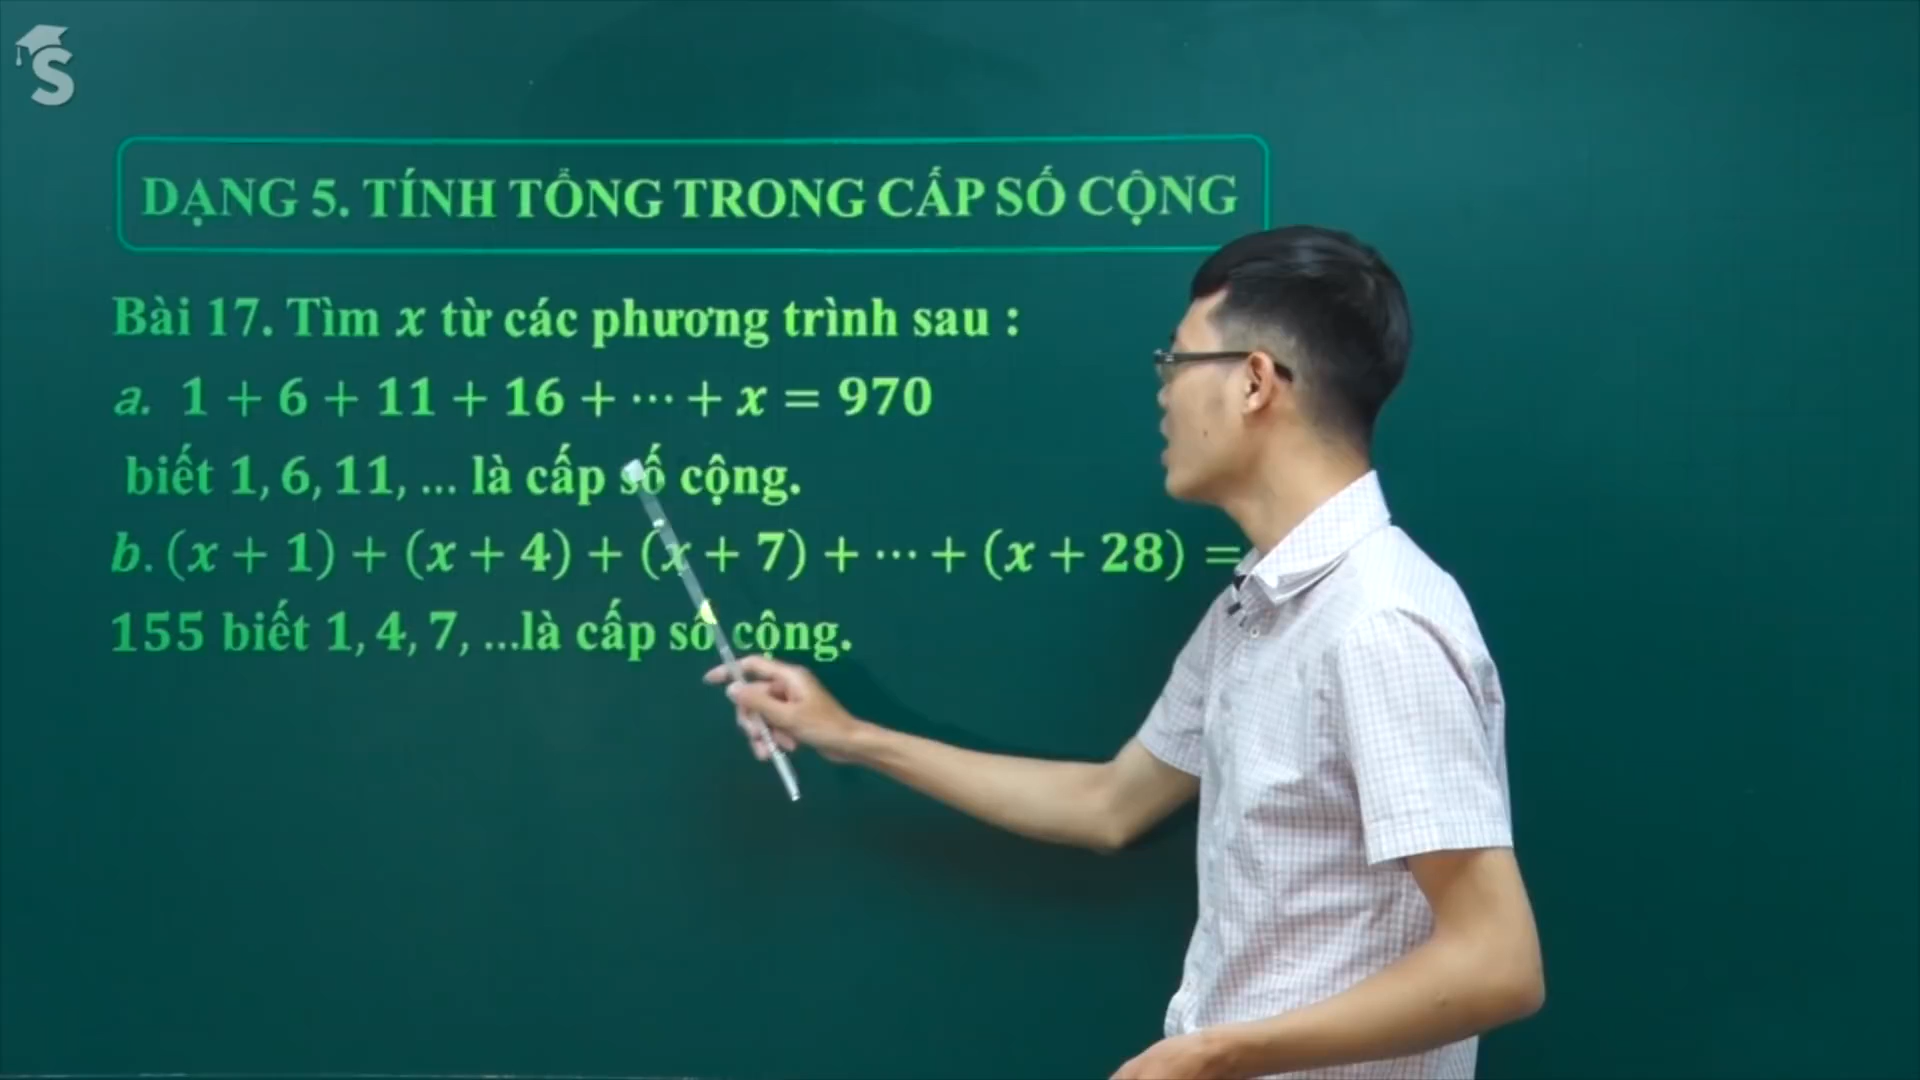 S
DẠNG 5. TÍNH TỔNG TRONG CẤP SỐ CỘNG
Bài 17. Tìm x từ các phương trình sau :
a. 1 + 6 + 11 + 16 + ⋯ + x = 970
biết 1, 6, 11, ... là cấp số cộng.
b. (x + 1) + (x + 4) + (x + 7) + ⋯ + (x + 28) =
155 biết 1, 4, 7, ...là cấp số cộng.